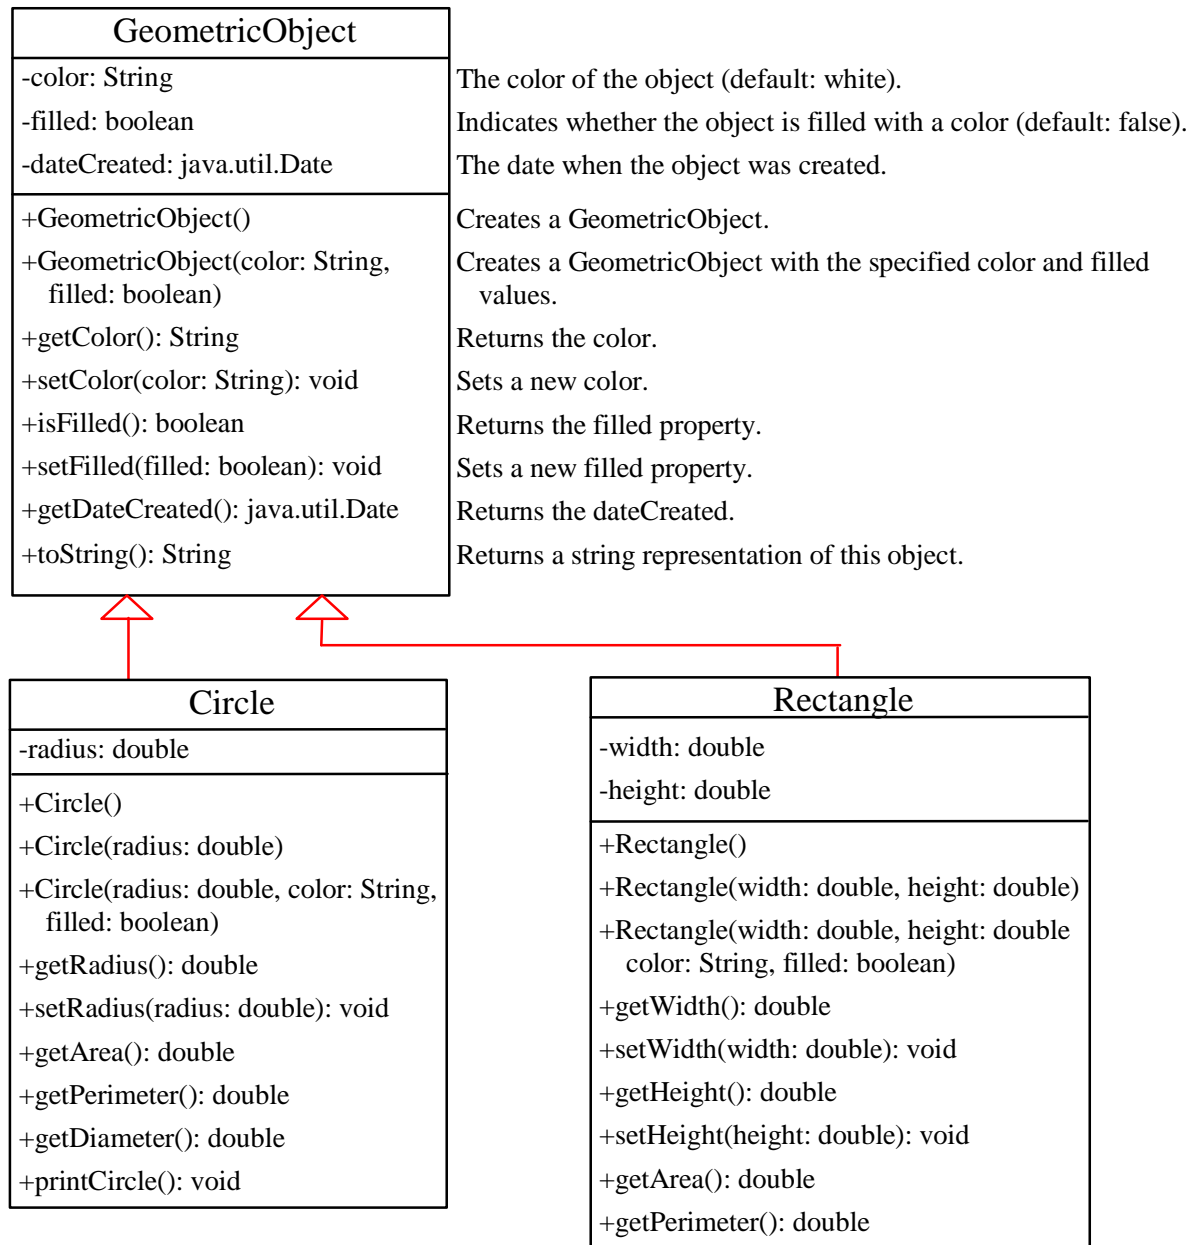 GeometricObject
-color: String
The color of the object (default: white).
-filled: boolean
Indicates whether the object is filled with a color (default: false).
-dateCreated: java.util.Date
The date when the object was created.
+GeometricObject()
Creates a GeometricObject.
+GeometricObject(color: String,
filled: boolean)
Creates a GeometricObject with the specified color and filled
values.
+getColor(): String
Returns the color.
+setColor(color: String): void
Sets a new color.
+isFilled(): boolean
Returns the filled property.
+setFilled(filled: boolean): void
Sets a new filled property.
+getDateCreated(): java.util.Date
Returns the dateCreated.
+toString(): String
Returns a string representation of this object.
Circle
-radius: double
+Circle()
+Circle(radius: double)
+Circle(radius: double, color: String,
filled: boolean)
+getRadius(): double
+setRadius(radius: double): void
+getArea(): double
+getPerimeter(): double
+getDiameter(): double
+printCircle(): void
Rectangle
-width: double
-height: double
+Rectangle()
+Rectangle(width: double, height: double)
+Rectangle(width: double, height: double
color: String, filled: boolean)
+getWidth(): double
+setWidth(width: double): void
+getHeight(): double
+setHeight(height: double): void
+getArea(): double
+getPerimeter(): double